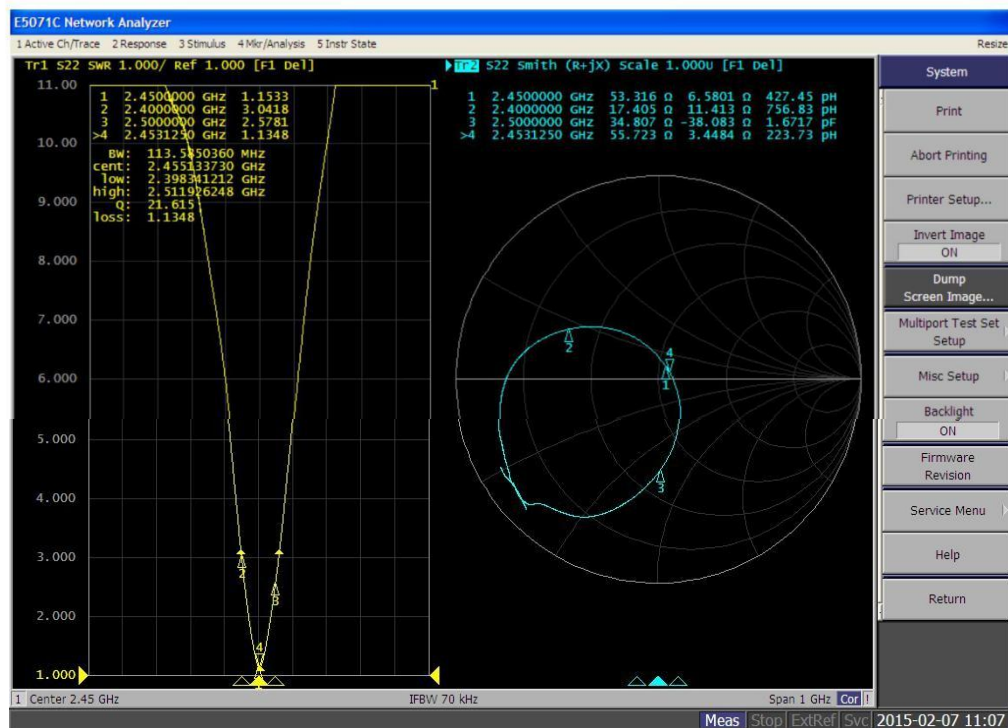 E5071C Network Analyzer
1 Active Ch/Trace 2 Response 3 Stimulus 4 Mkr/Analysis 5 Instr State
Resize
Tr1 S22 SWR 1.000/ Ref 1.000 [F1 Del]
11.00
10.00
9.000
8.000
7.000
6.000
5.000
4.000
3.000
2.000
1.000
1 2.4500000 GHz 1.1533
2 2.4000000 GHz 3.0418
3 2.5000000 GHz 2.5781
>4 2.4531250 GHz 1.1348
BW: 113.5850360 MHz
cent: 2.455133730 GHz
low: 2.398341212 GHz
high: 2.511926248 GHz
Q: 21.615
loss: 1.1348
1
2
3
4
Tr2 S22 Smith (R+jX) Scale 1.000U [F1 Del]
1 2.4500000 GHz 53.316 Ω 6.5801 Ω 427.45 pH
2 2.4000000 GHz 17.405 Ω 11.413 Ω 756.83 pH
3 2.5000000 GHz 34.807 Ω -38.083 Ω 1.6717 pF
>4 2.4531250 GHz 55.723 Ω 3.4484 Ω 223.73 pH
2
4
1
3
System
Print
Abort Printing
Printer Setup...
Invert Image
ON
Dump
Screen Image...
Multiport Test Set
Setup
Misc Setup
Backlight
ON
Firmware
Revision
Service Menu
Help
Return
1 Center 2.45 GHz
IFBW 70 kHz
Span 1 GHz Cor !
Meas Stop ExtRef Svc 2015-02-07 11:07